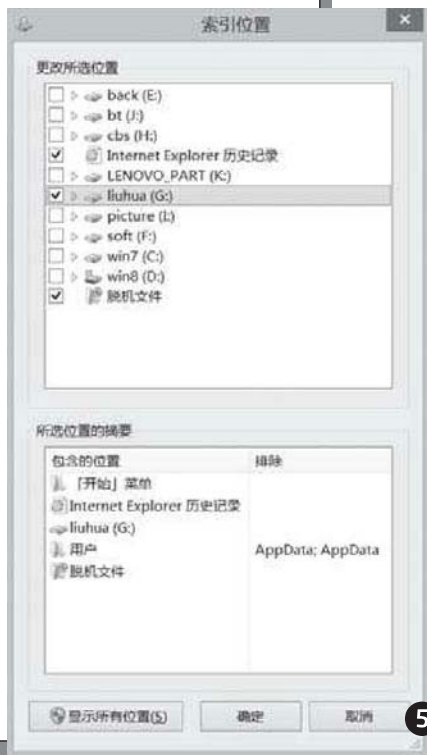 索引位置
更改所选位置
back (E:)
bt (J:)
cbs (H:)
Internet Explorer 历史记录
LENOVO_PART (K:)
liuhua (G:)
picture (I:)
soft (F:)
win7 (C:)
win8 (D:)
脱机文件
所选位置的摘要
包含的位置 排除
「开始」菜单
Internet Explorer 历史记录
liuhua (G:)
用户 AppData; AppData
脱机文件
显示所有位置(S) 确定 取消
5